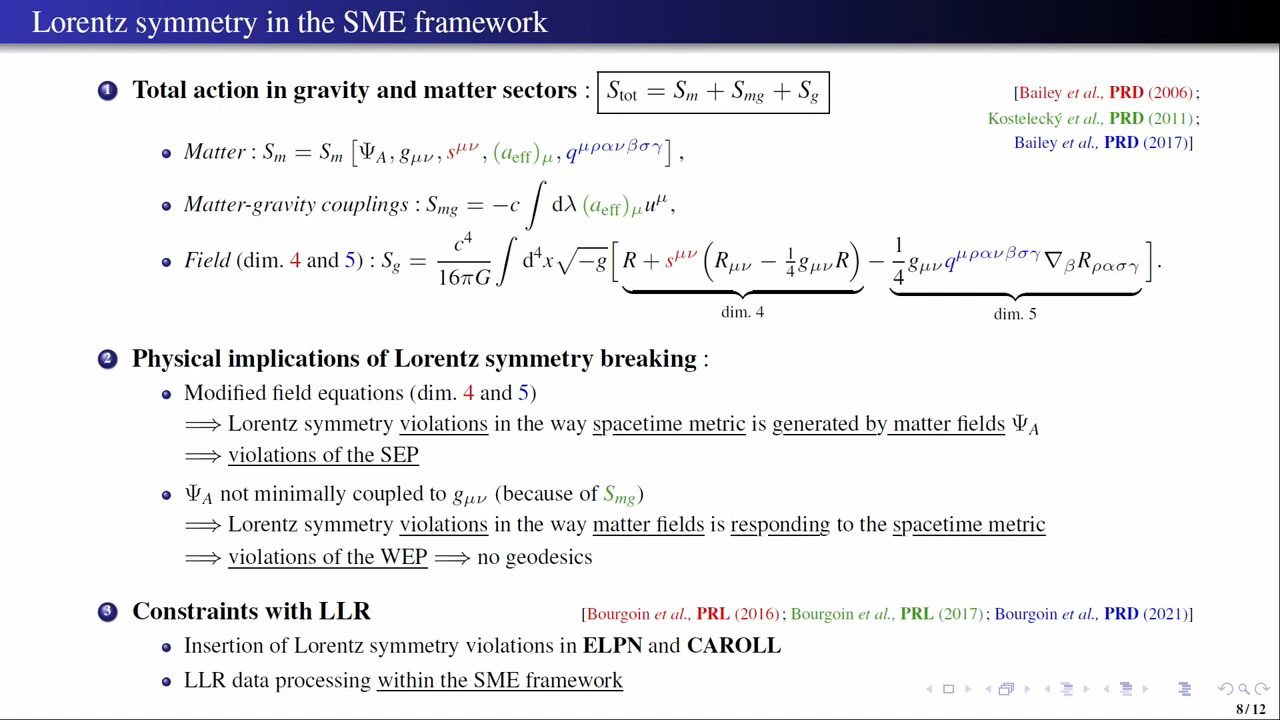 Lorentz symmetry in the SME framework
1 Total action in gravity and matter sectors : S_tot = S_m + S_mg + S_g
[Bailey et al., PRD (2006);
Kostelecký et al., PRD (2011);
Bailey et al., PRD (2017)]
• Matter : S_m = S_m [Ψ_A, g_μν, s^μν, (a_eff)_μ, q^μρανβσγ],
• Matter-gravity couplings : S_mg = −c ∫ dλ (a_eff)_μ u^μ,
• Field (dim. 4 and 5) : S_g = c^4/16πG ∫ d^4x √−g [R + s^μν (R_μν − 1/4 g_μν R) − 1/4 g_μν q^μρανβσγ ∇_β R_ρασγ].
dim. 4
dim. 5
2 Physical implications of Lorentz symmetry breaking :
• Modified field equations (dim. 4 and 5)
⟹ Lorentz symmetry violations in the way spacetime metric is generated by matter fields Ψ_A
⟹ violations of the SEP
• Ψ_A not minimally coupled to g_μν (because of S_mg)
⟹ Lorentz symmetry violations in the way matter fields is responding to the spacetime metric
⟹ violations of the WEP ⟹ no geodesics
3 Constraints with LLR [Bourgoin et al., PRL (2016); Bourgoin et al., PRL (2017); Bourgoin et al., PRD (2021)]
• Insertion of Lorentz symmetry violations in ELPN and CAROLL
• LLR data processing within the SME framework
8 / 12